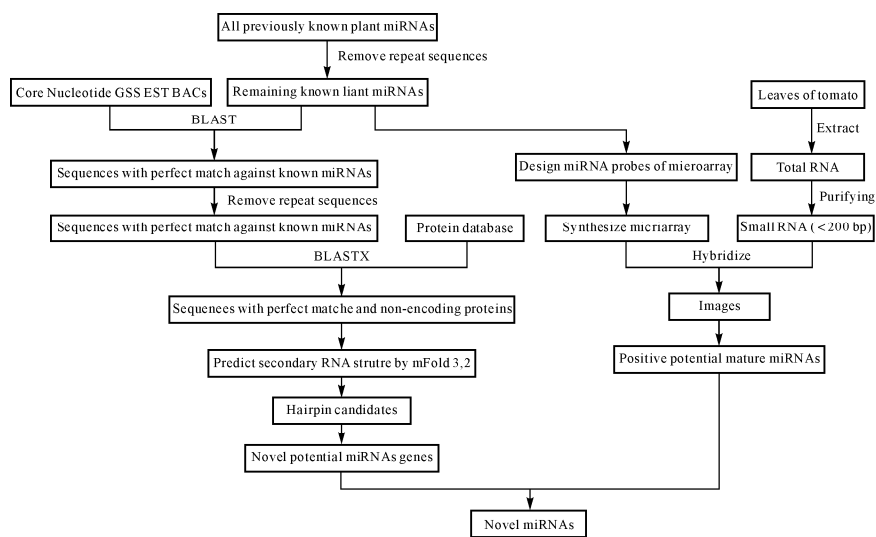 All previously known plant miRNAs
Remove repeat sequences
Core Nucleotide GSS EST BACs
Remaining known liant miRNAs
Leaves of tomato
BLAST
Extract
Sequences with perfect match against known miRNAs
Design miRNA probes of mieroarray
Total RNA
Remove repeat sequences
Purifying
Sequences with perfect match against known miRNAs
Protein database
Synthesize micriarray
Small RNA (<200 bp)
BLASTX
Hybridize
Sequneces with perfect matche and non-encoding proteins
Images
Predict secondary RNA strutre by mFold 3,2
Positive potential mature miRNAs
Hairpin candidates
Novel potential miRNAs genes
Novel miRNAs